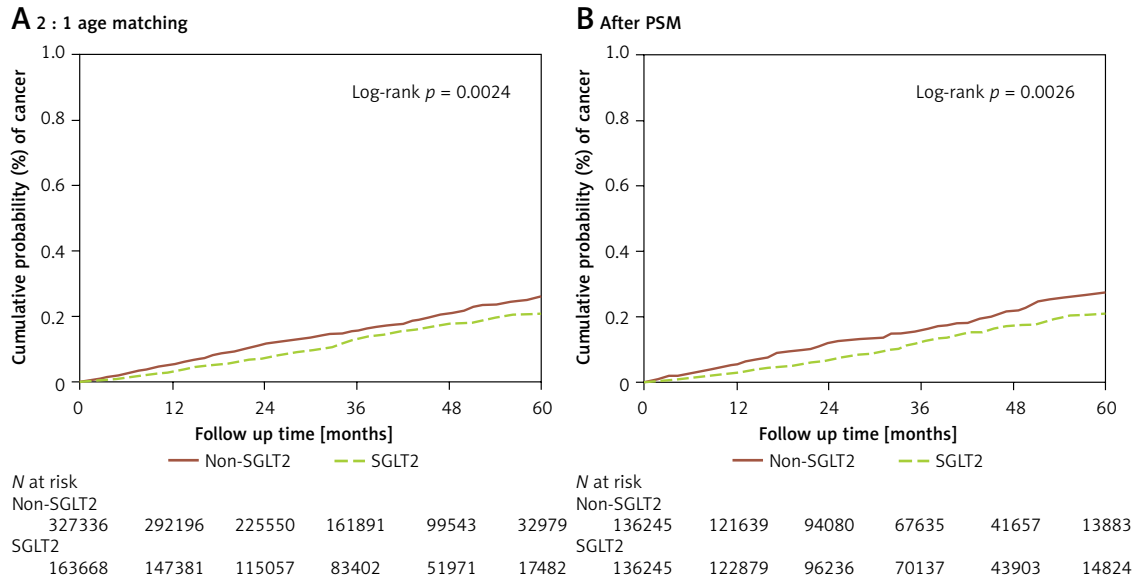 A 2 : 1 age matching
Cumulative probability (%) of cancer
1.0
0.8
0.6
0.4
0.2
0
Log-rank p = 0.0024
0 12 24 36 48 60
Follow up time [months]
Non-SGLT2 SGLT2
N at risk
Non-SGLT2
327336 292196 225550 161891 99543 32979
SGLT2
163668 147381 115057 83402 51971 17482
B After PSM
Cumulative probability (%) of cancer
1.0
0.8
0.6
0.4
0.2
0
Log-rank p = 0.0026
0 12 24 36 48 60
Follow up time [months]
Non-SGLT2 SGLT2
N at risk
Non-SGLT2
136245 121639 94080 67635 41657 13883
SGLT2
136245 122879 96236 70137 43903 14824